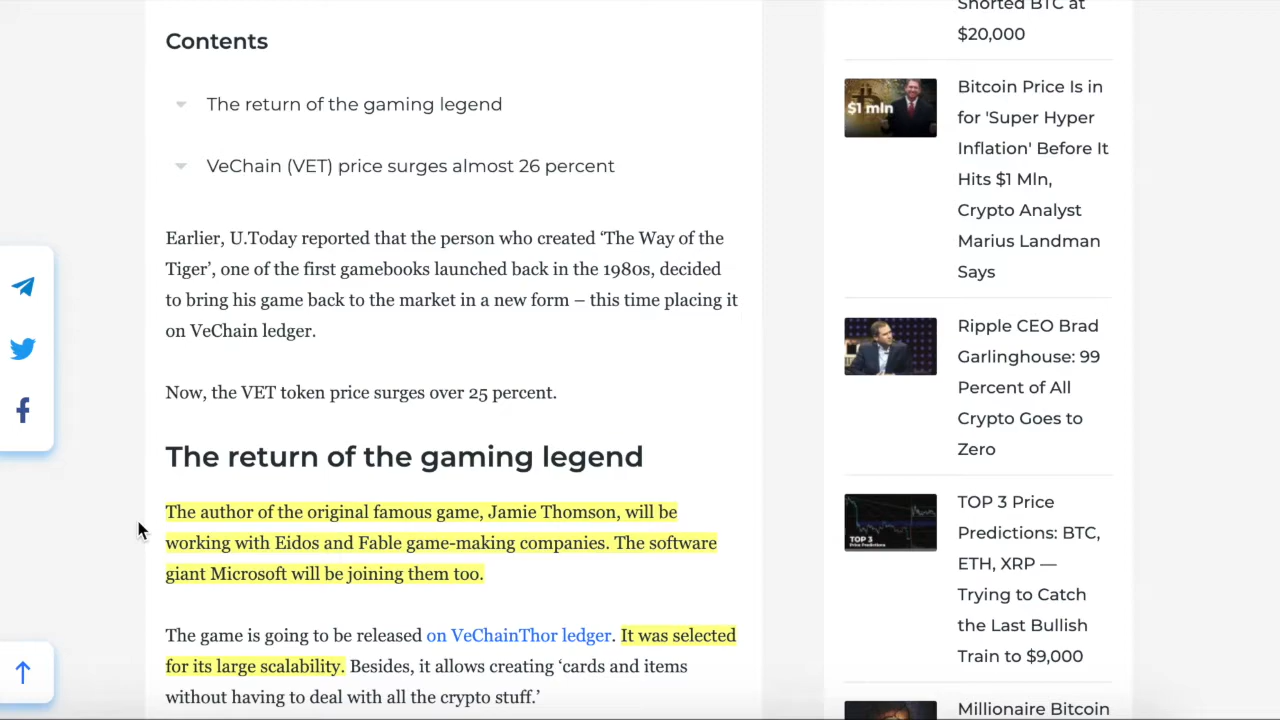 Contents
The return of the gaming legend
VeChain (VET) price surges almost 26 percent
Earlier, U.Today reported that the person who created ‘The Way of the
Tiger’, one of the first gamebooks launched back in the 1980s, decided
to bring his game back to the market in a new form – this time placing it
on VeChain ledger.
Now, the VET token price surges over 25 percent.
The return of the gaming legend
The author of the original famous game, Jamie Thomson, will be
working with Eidos and Fable game-making companies. The software
giant Microsoft will be joining them too.
The game is going to be released on VeChainThor ledger. It was selected
for its large scalability. Besides, it allows creating ‘cards and items
without having to deal with all the crypto stuff.’
Shorted BTC at
$20,000
$1 mln
Bitcoin Price Is in
for 'Super Hyper
Inflation' Before It
Hits $1 Mln,
Crypto Analyst
Marius Landman
Says
Ripple CEO Brad
Garlinghouse: 99
Percent of All
Crypto Goes to
Zero
TOP 3
Price Predictions
TOP 3 Price
Predictions: BTC,
ETH, XRP —
Trying to Catch
the Last Bullish
Train to $9,000
Millionaire Bitcoin